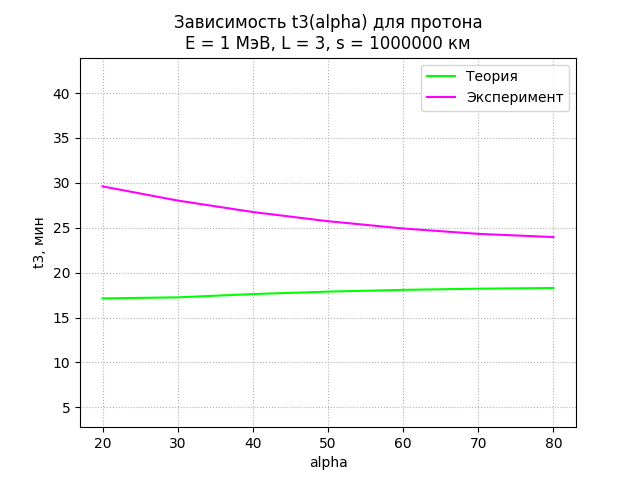 Зависимость t3(alpha) для протона
E = 1 МэВ, L = 3, s = 1000000 км
Теория
Эксперимент
40
35
30
25
20
15
10
5
t3, мин
20 30 40 50 60 70 80
alpha